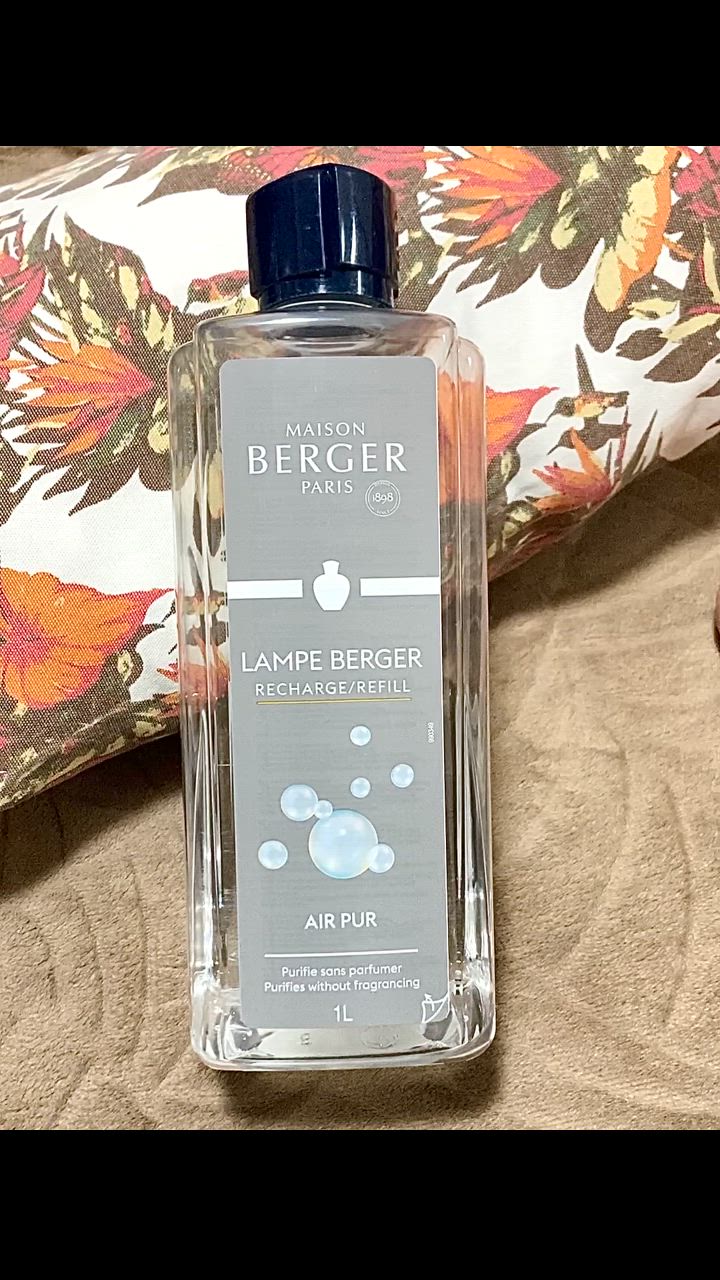 MAISON
BERGER
PARIS
1898
LAMPE BERGER
RECHARGE/REFILL
AIR PUR
Purifie sans parfumer
Purifies without fragrancing
1L